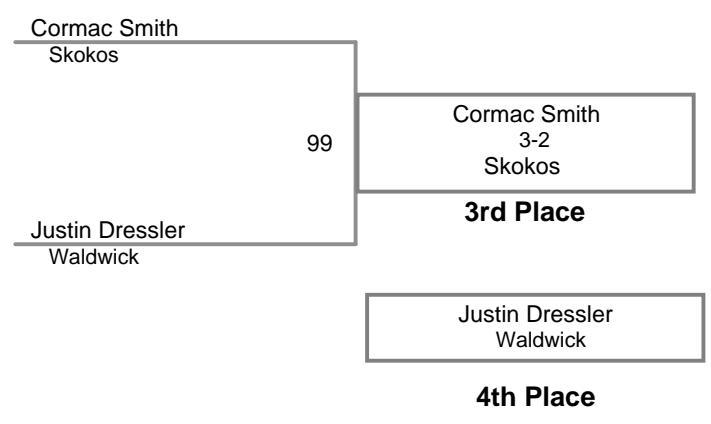 Cormac Smith
Skokos
99
Cormac Smith
3-2
Skokos
3rd Place
Justin Dressler
Waldwick
Justin Dressler
Waldwick
4th Place